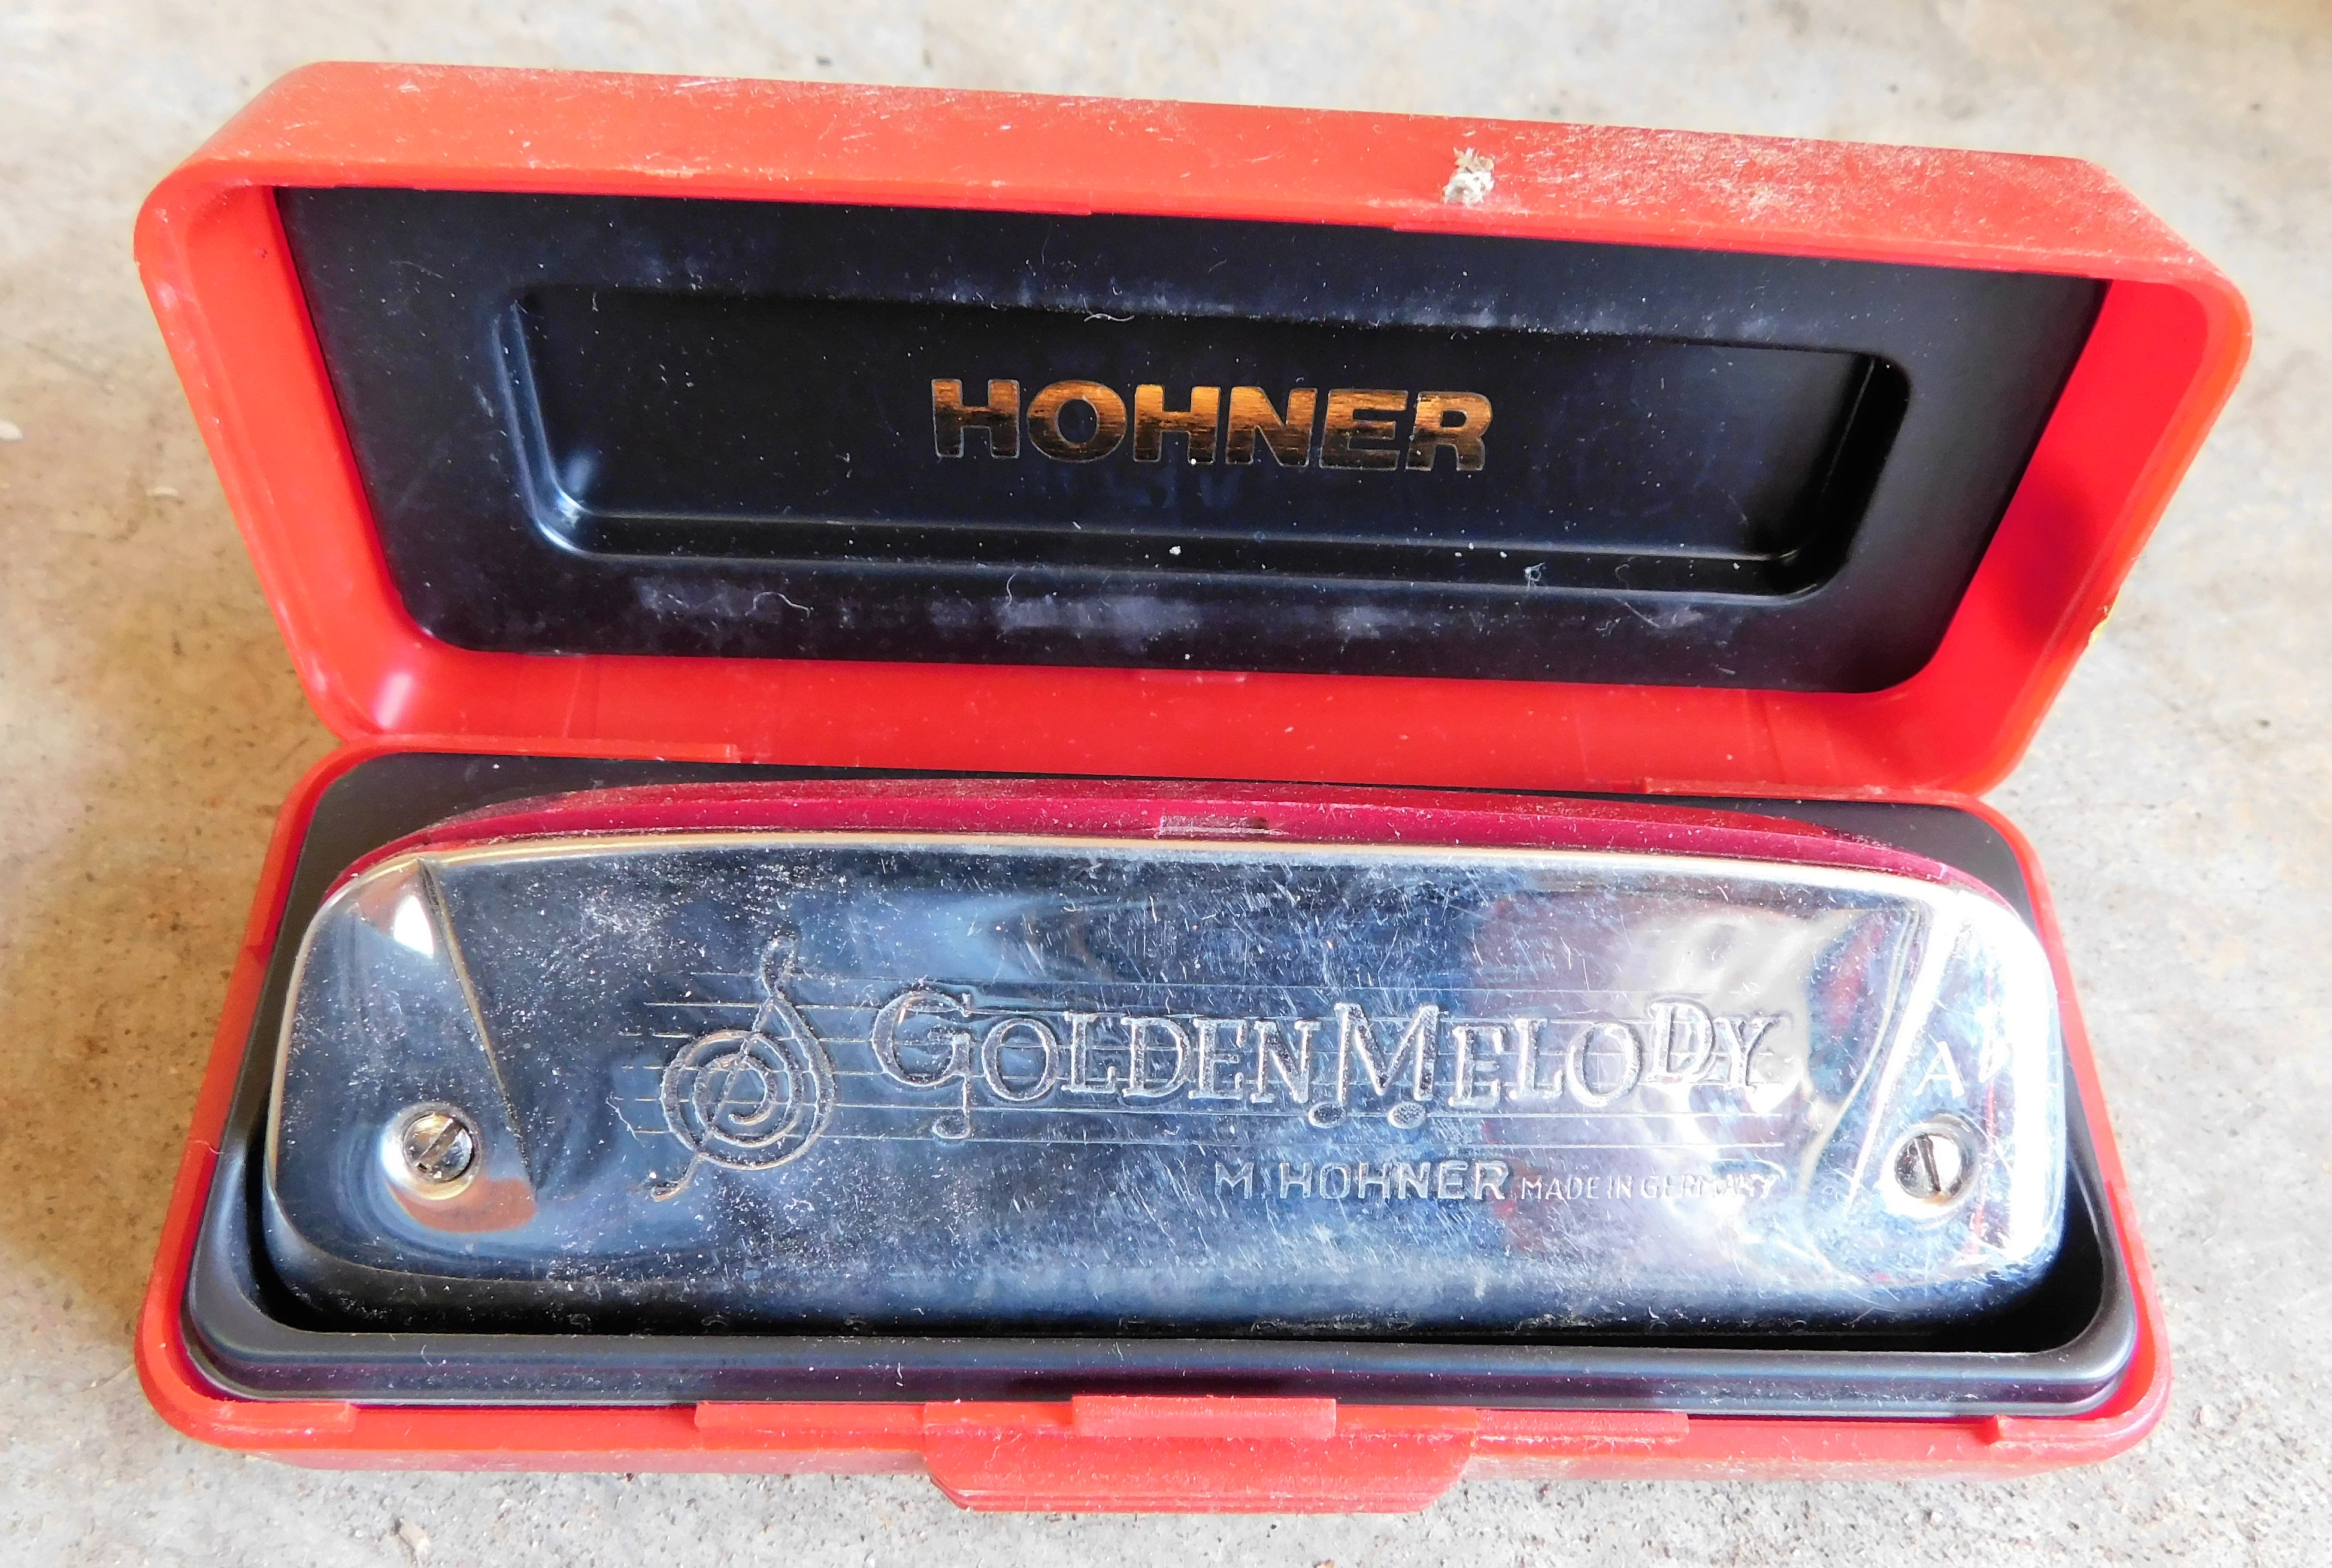 HOHNER
GOLDEN MELODY
A♭
M. HOHNER MADE IN GERMANY